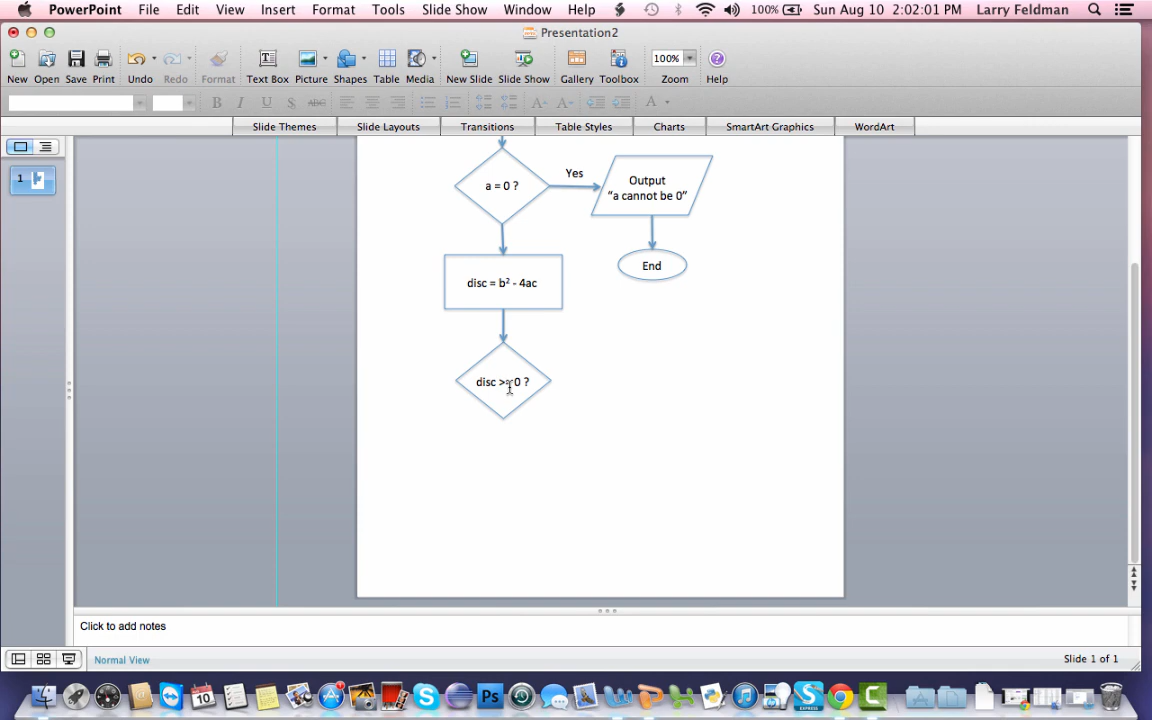 PowerPoint File Edit View Insert Format Tools Slide Show Window Help 100% Sun Aug 10 2:02:01 PM Larry Feldman
Presentation2
New Open Save Print Undo Redo Format Text Box Picture Shapes Table Media New Slide Slide Show Gallery Toolbox 100% Zoom Help
B I U S ABC A A A
Slide Themes Slide Layouts Transitions Table Styles Charts SmartArt Graphics WordArt
1
a = 0 ?
Yes
Output
“a cannot be 0”
End
disc = b² - 4ac
disc >= 0 ?
Click to add notes
Normal View
Slide 1 of 1
10
Ps
S
EXPRESS
C